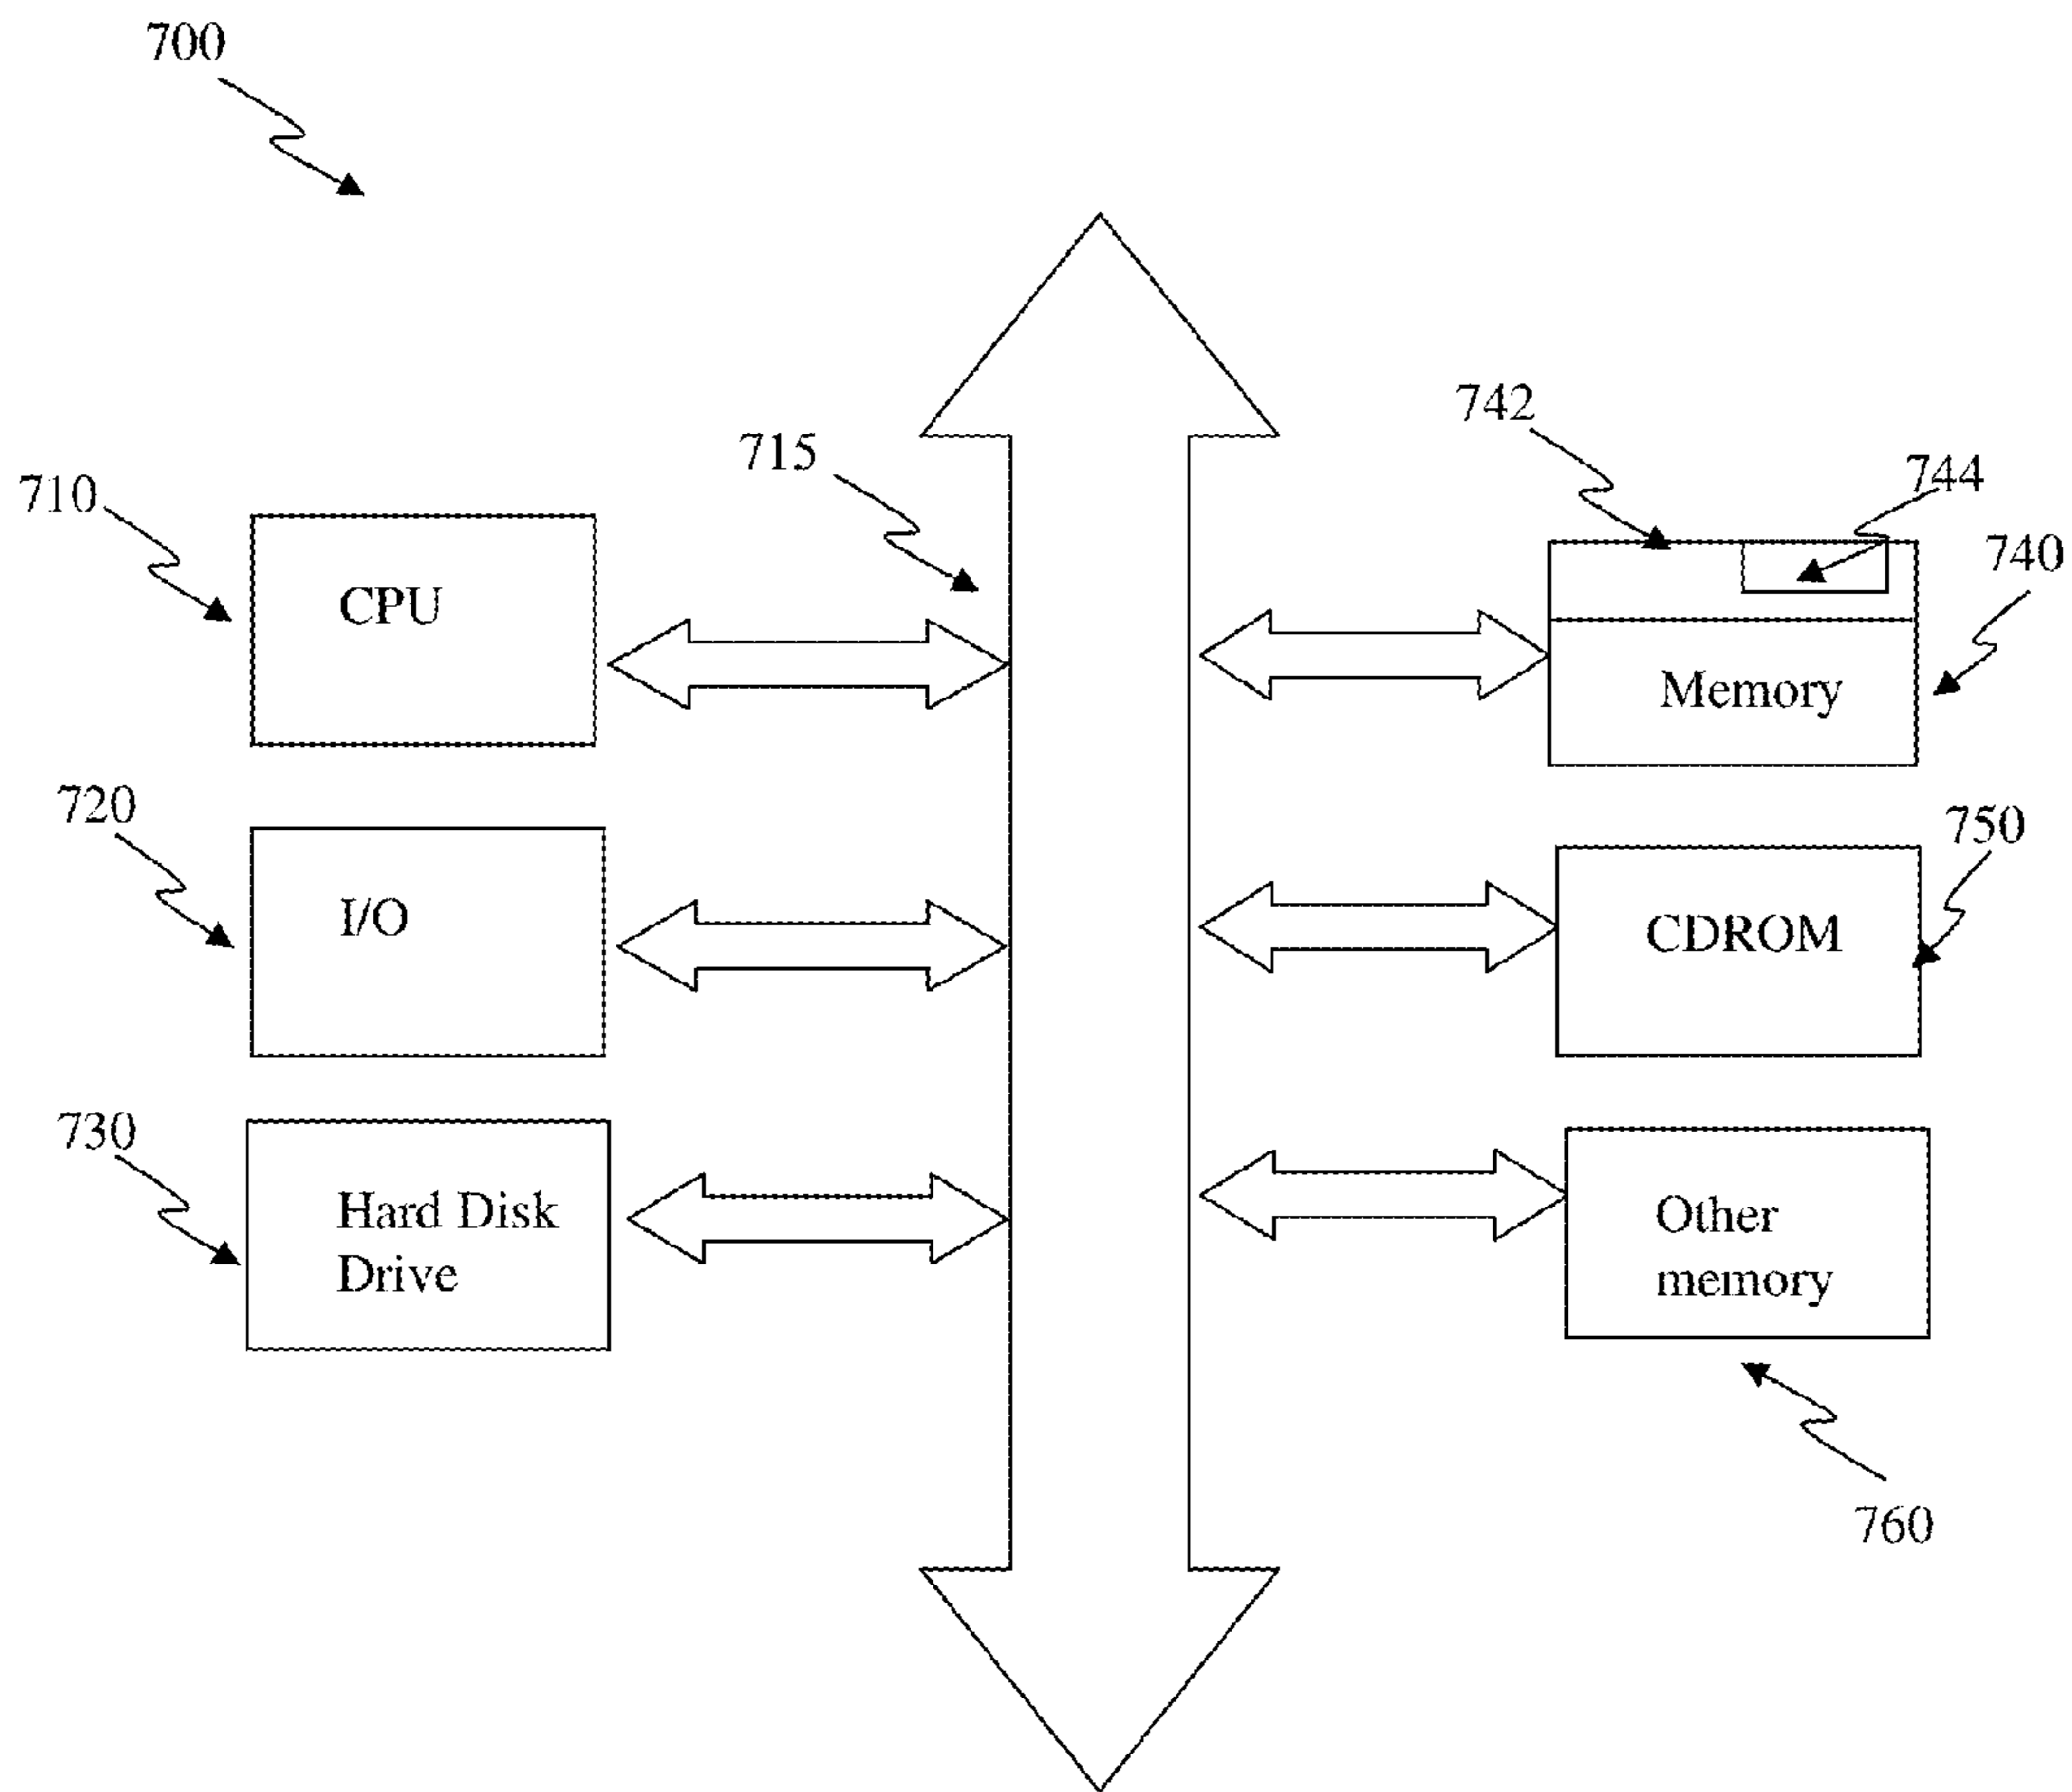 700
742
715
744
710
740
CPU
Memory
720
750
I/O
CDROM
730
Hard Disk
Drive
Other
memory
760